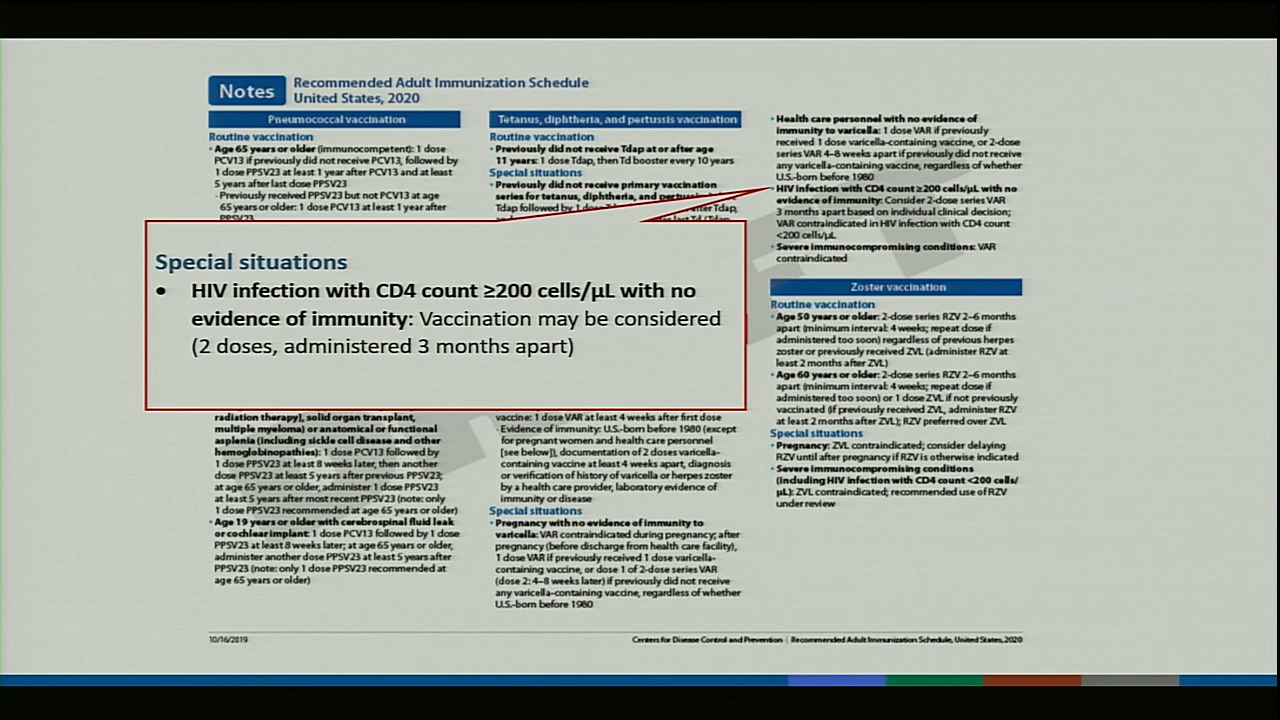 Notes
Recommended Adult Immunization Schedule
United States, 2020
Pneumococcal vaccination
Routine vaccination
• Age 65 years or older (immunocompetent): 1 dose
PCV13 if previously did not receive PCV13, followed by
1 dose PPSV23 at least 1 year after PCV13 and at least
5 years after last dose PPSV23
- Previously received PPSV23 but not PCV13 at age
65 years or older: 1 dose PCV13 at least 1 year after
PPSV23
Special situations
• HIV infection with CD4 count ≥200 cells/µL with no
evidence of immunity: Vaccination may be considered
(2 doses, administered 3 months apart)
radiation therapy], solid organ transplant,
multiple myeloma) or anatomical or functional
asplenia (including sickle cell disease and other
hemoglobinopathies): 1 dose PCV13 followed by
1 dose PPSV23 at least 8 weeks later, then another
dose PPSV23 at least 5 years after previous PPSV23;
at age 65 years or older, administer 1 dose PPSV23
at least 5 years after most recent PPSV23 (note: only
1 dose PPSV23 recommended at age 65 years or older)
• Age 19 years or older with cerebrospinal fluid leak
or cochlear implant: 1 dose PCV13 followed by 1 dose
PPSV23 at least 8 weeks later; at age 65 years or older,
administer another dose PPSV23 at least 5 years after
PPSV23 (note: only 1 dose PPSV23 recommended at
age 65 years or older)
Tetanus, diphtheria, and pertussis vaccination
Routine vaccination
• Previously did not receive Tdap at or after age
11 years: 1 dose Tdap, then Td booster every 10 years
Special situations
• Previously did not receive primary vaccination
series for tetanus, diphtheria, and
Tdap followed by 1 after Tdap,
last Td (Tdap
vaccine: 1 dose VAR at least 4 weeks after first dose
- Evidence of immunity: U.S.-born before 1980 (except
for pregnant women and health care personnel
[see below]), documentation of 2 doses varicella-
containing vaccine at least 4 weeks apart, diagnosis
or verification of history of varicella or herpes zoster
by a health care provider, laboratory evidence of
immunity or disease
Special situations
• Pregnancy with no evidence of immunity to
varicella: VAR contraindicated during pregnancy; after
pregnancy (before discharge from health care facility),
1 dose VAR if previously received 1 dose varicella-
containing vaccine, or dose 1 of 2-dose series VAR
(dose 2: 4–8 weeks later) if previously did not receive
any varicella-containing vaccine, regardless of whether
U.S.-born before 1980
• Health care personnel with no evidence of
immunity to varicella: 1 dose VAR if previously
received 1 dose varicella-containing vaccine, or 2-dose
series VAR 4–8 weeks apart if previously did not receive
any varicella-containing vaccine, regardless of whether
U.S.-born before 1980
• HIV infection with CD4 count ≥200 cells/µL with no
evidence of immunity: Consider 2-dose series VAR
3 months apart based on individual clinical decision;
VAR contraindicated in HIV infection with CD4 count
<200 cells/µL
• Severe immunocompromising conditions: VAR
contraindicated
Zoster vaccination
Routine vaccination
• Age 50 years or older: 2-dose series RZV 2–6 months
apart (minimum interval: 4 weeks; repeat dose if
administered too soon) regardless of previous herpes
zoster or previously received ZVL (administer RZV at
least 2 months after ZVL)
• Age 60 years or older: 2-dose series RZV 2–6 months
apart (minimum interval: 4 weeks; repeat dose if
administered too soon) or 1 dose ZVL if not previously
vaccinated (if previously received ZVL, administer RZV
at least 2 months after ZVL); RZV preferred over ZVL
Special situations
• Pregnancy: ZVL contraindicated; consider delaying
RZV until after pregnancy if RZV is otherwise indicated
• Severe immunocompromising conditions
(including HIV infection with CD4 count <200 cells/
µL): ZVL contraindicated; recommended use of RZV
under review
10/16/2019
Centers for Disease Control and Prevention | Recommended Adult Immunization Schedule, United States, 2020